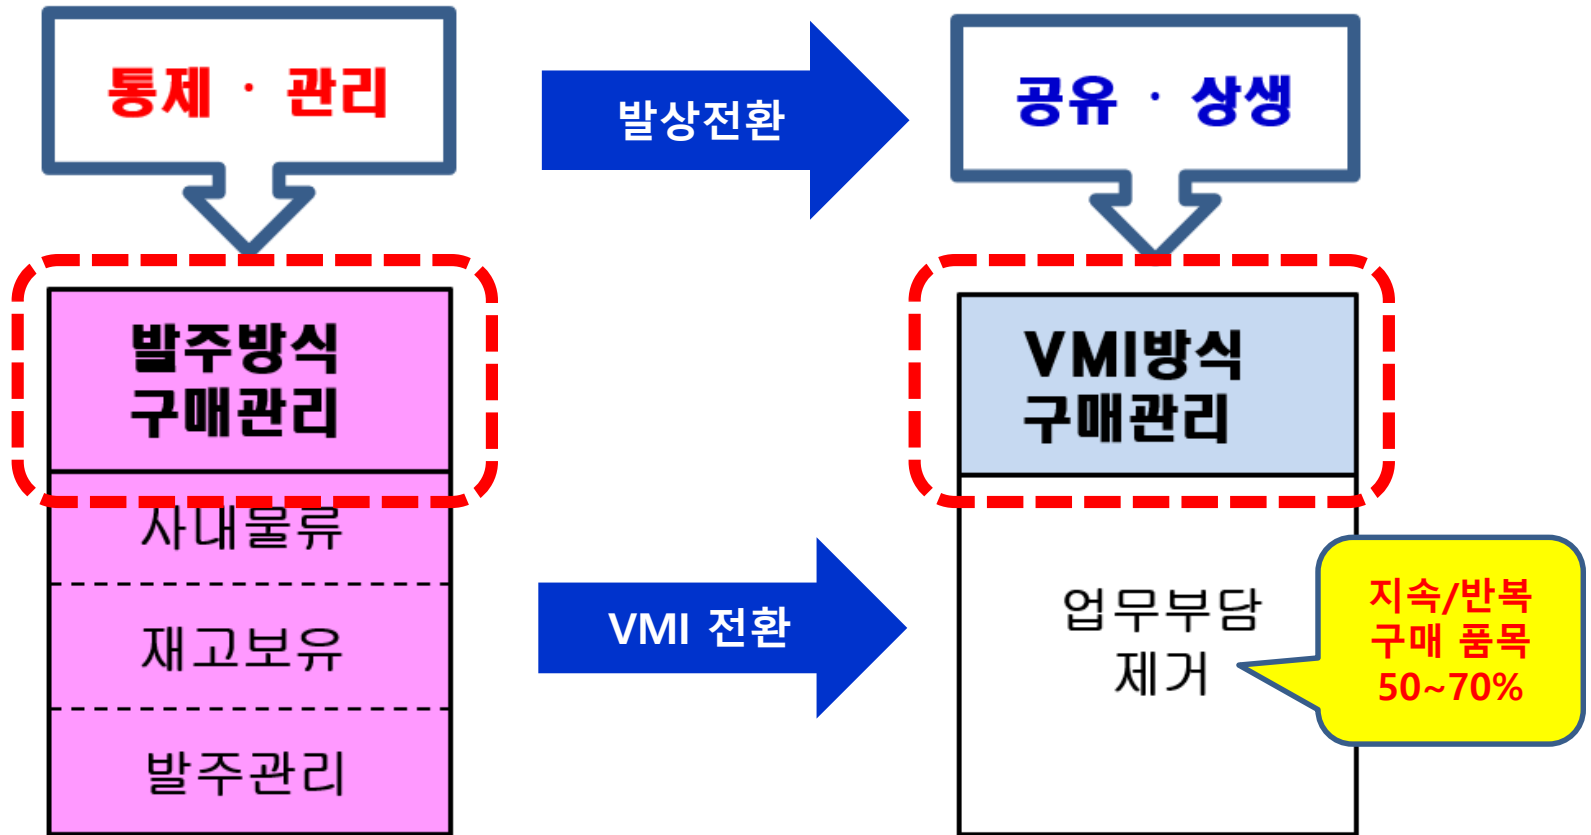 통제 · 관리
발상전환
공유 · 상생
발주방식
구매관리
사내물류
재고보유
발주관리
VMI 전환
VMI방식
구매관리
업무부담
제거
지속/반복
구매 품목
50~70%